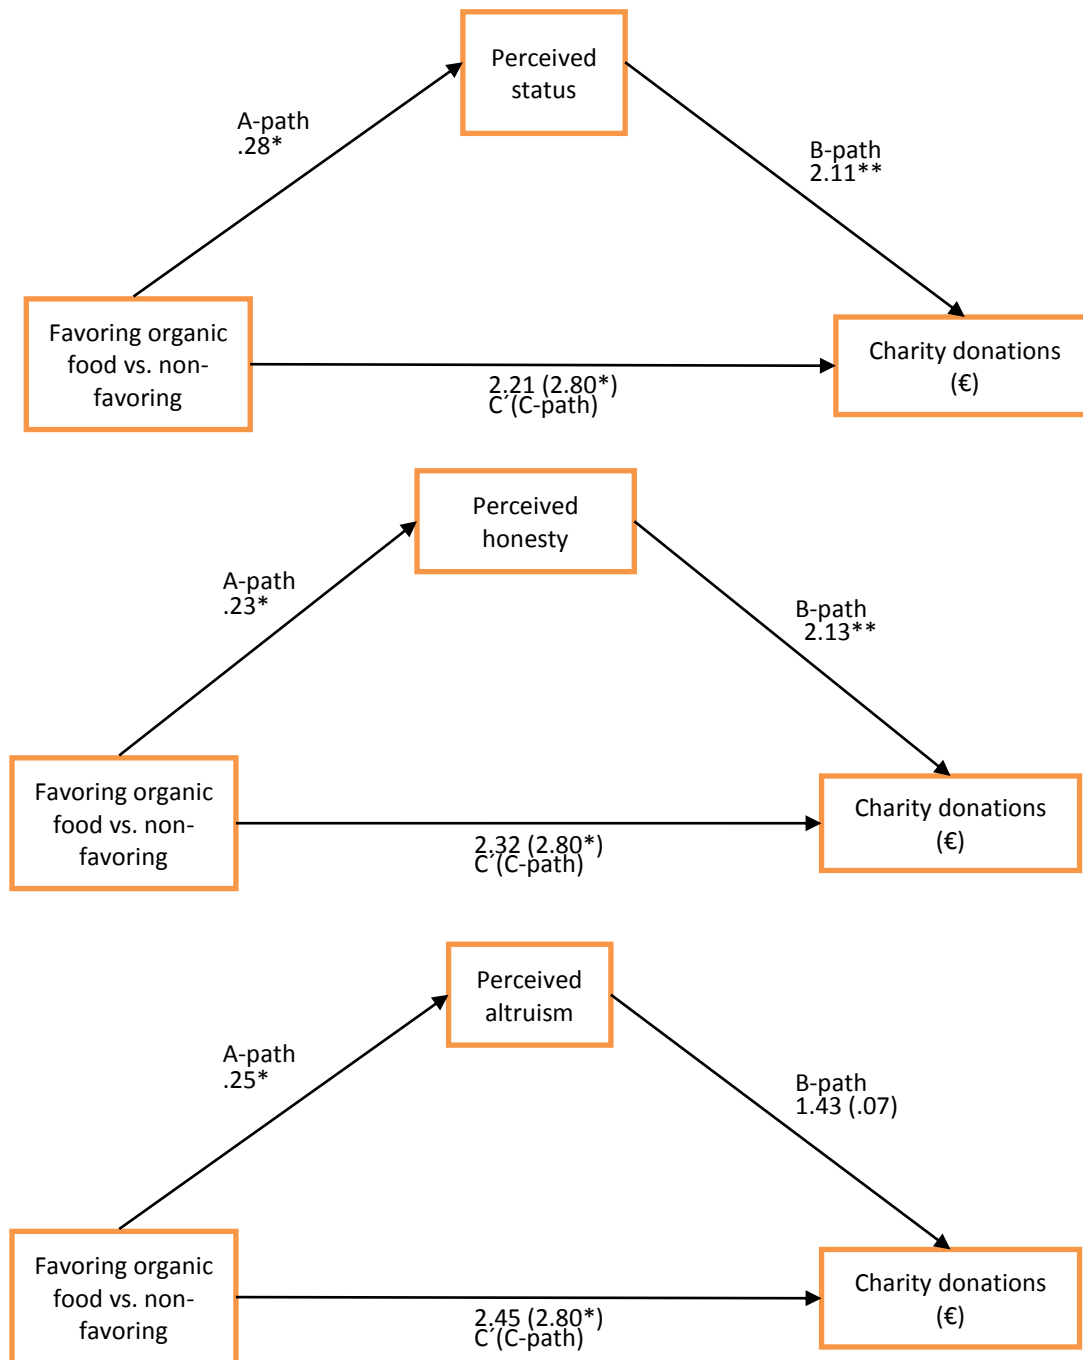 Perceived
status
A-path
.28*
B-path
2.11**
Favoring organic
food vs. non-
favoring
Charity donations
(€)
2.21 (2.80*)
C´(C-path)
Perceived
honesty
A-path
.23*
B-path
2.13**
Favoring organic
food vs. non-
favoring
Charity donations
(€)
2.32 (2.80*)
C´(C-path)
Perceived
altruism
A-path
.25*
B-path
1.43 (.07)
Favoring organic
food vs. non-
favoring
Charity donations
(€)
2.45 (2.80*)
C´(C-path)